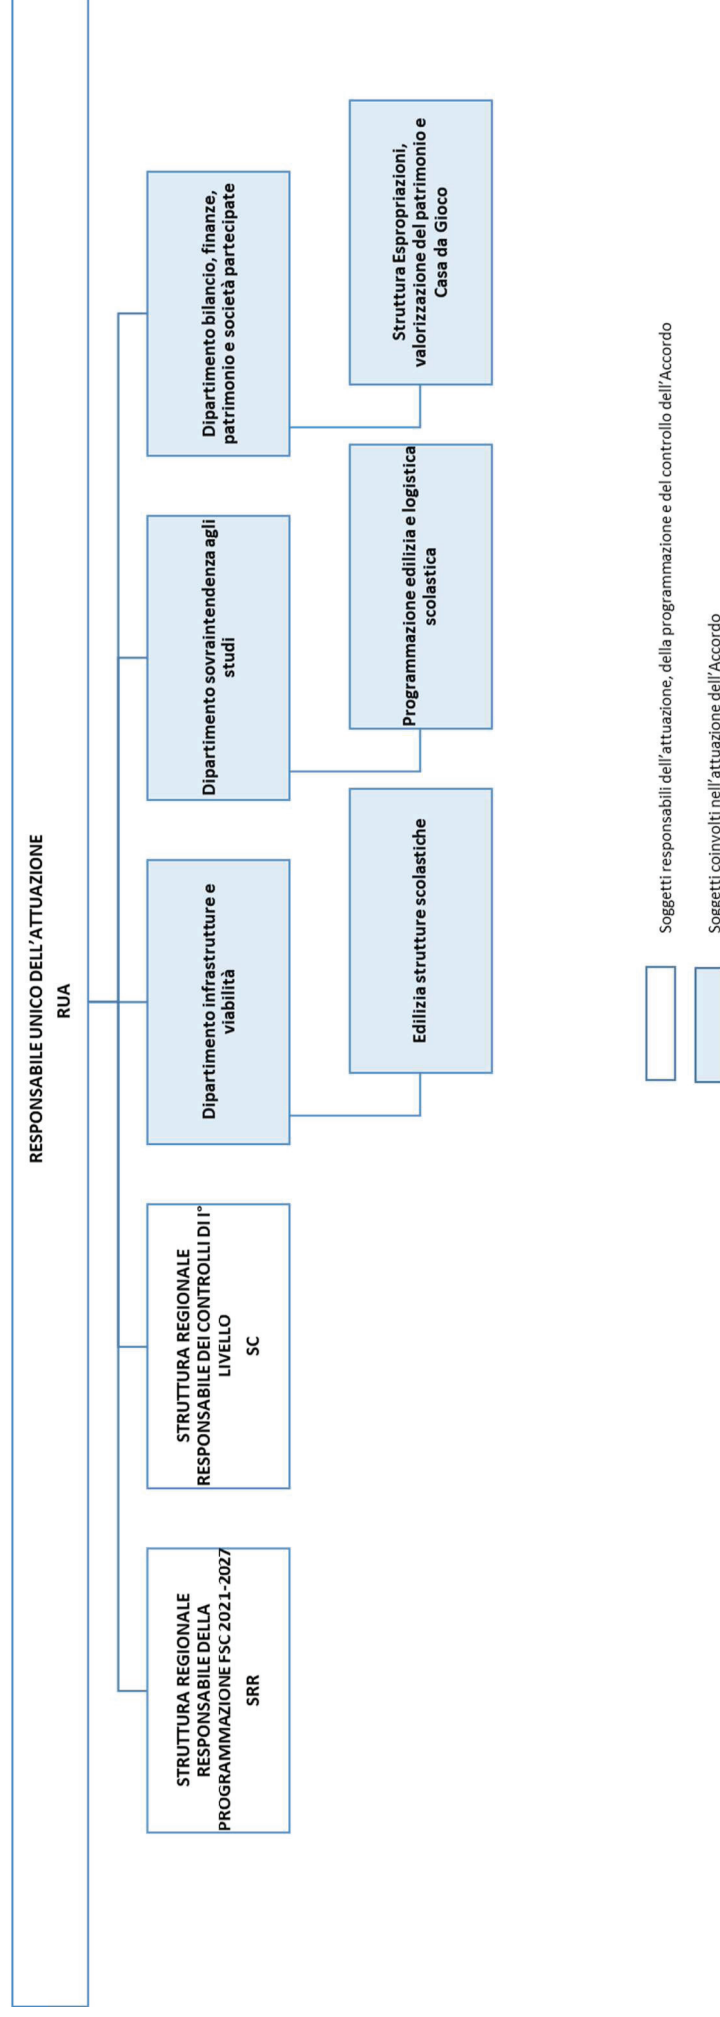 RESPONSABILE UNICO DELL'ATTUAZIONE
RUA
STRUTTURA REGIONALE
RESPONSABILE DELLA
PROGRAMMAZIONE FSC 2021-2027
SRR
STRUTTURA REGIONALE
RESPONSABILE DEI CONTROLLI DI I°
LIVELLO
SC
Dipartimento infrastrutture e
viabilità
Dipartimento sovraintendenza agli
studi
Dipartimento bilancio, finanze,
patrimonio e società partecipate
Edilizia strutture scolastiche
Programmazione edilizia e logistica
scolastica
Struttura Espropriazioni,
valorizzazione del patrimonio e
Casa da Gioco
Soggetti responsabili dell'attuazione, della programmazione e del controllo dell'Accordo
Soggetti coinvolti nell'attuazione dell'Accordo